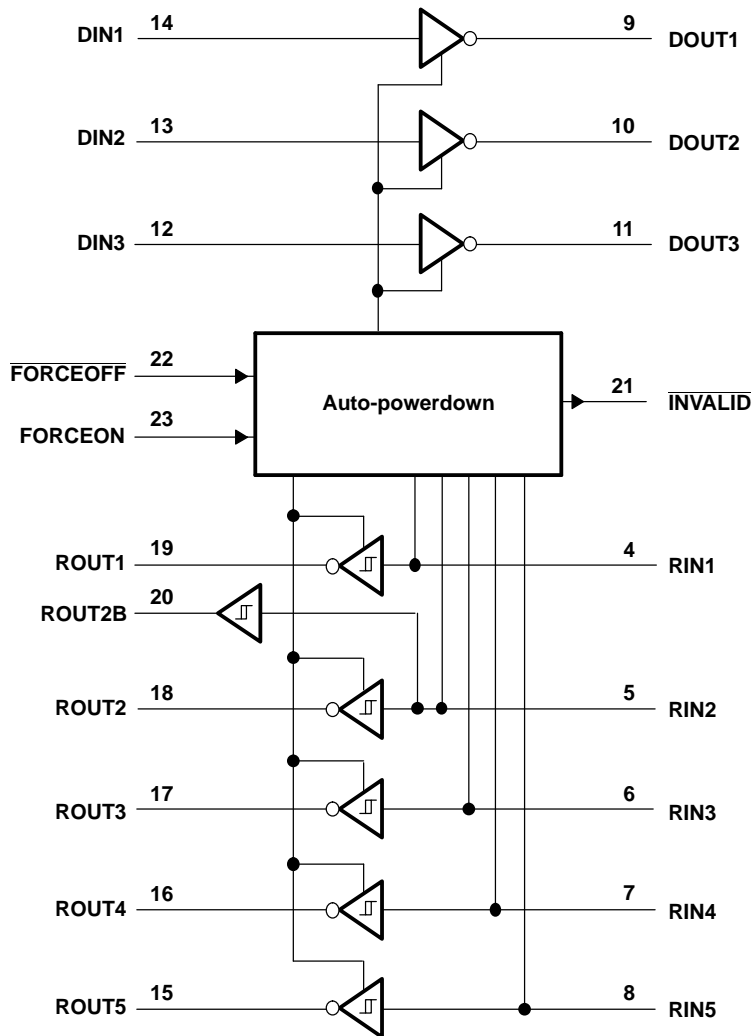 DIN1 14 9 DOUT1
DIN2 13 10 DOUT2
DIN3 12 11 DOUT3
FORCEOFF 22
Auto-powerdown
21 INVALID
FORCEON 23
ROUT1 19 4 RIN1
ROUT2B 20
ROUT2 18 5 RIN2
ROUT3 17 6 RIN3
ROUT4 16 7 RIN4
ROUT5 15 8 RIN5